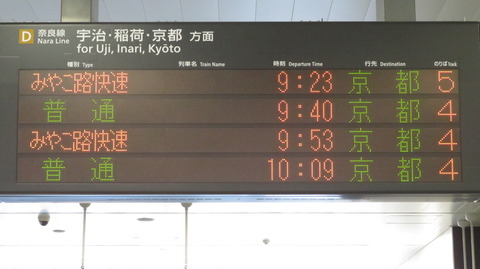 D 奈良線 宇治・稲荷・京都 方面
Nara Line for Uji, Inari, Kyōto
種別 Type 列車名 Train Name 時刻 Departure Time 行先 Destination のりば Track
みやこ路快速 9:23 京都 5
普通 9:40 京都 4
みやこ路快速 9:53 京都 4
普通 10:09 京都 4